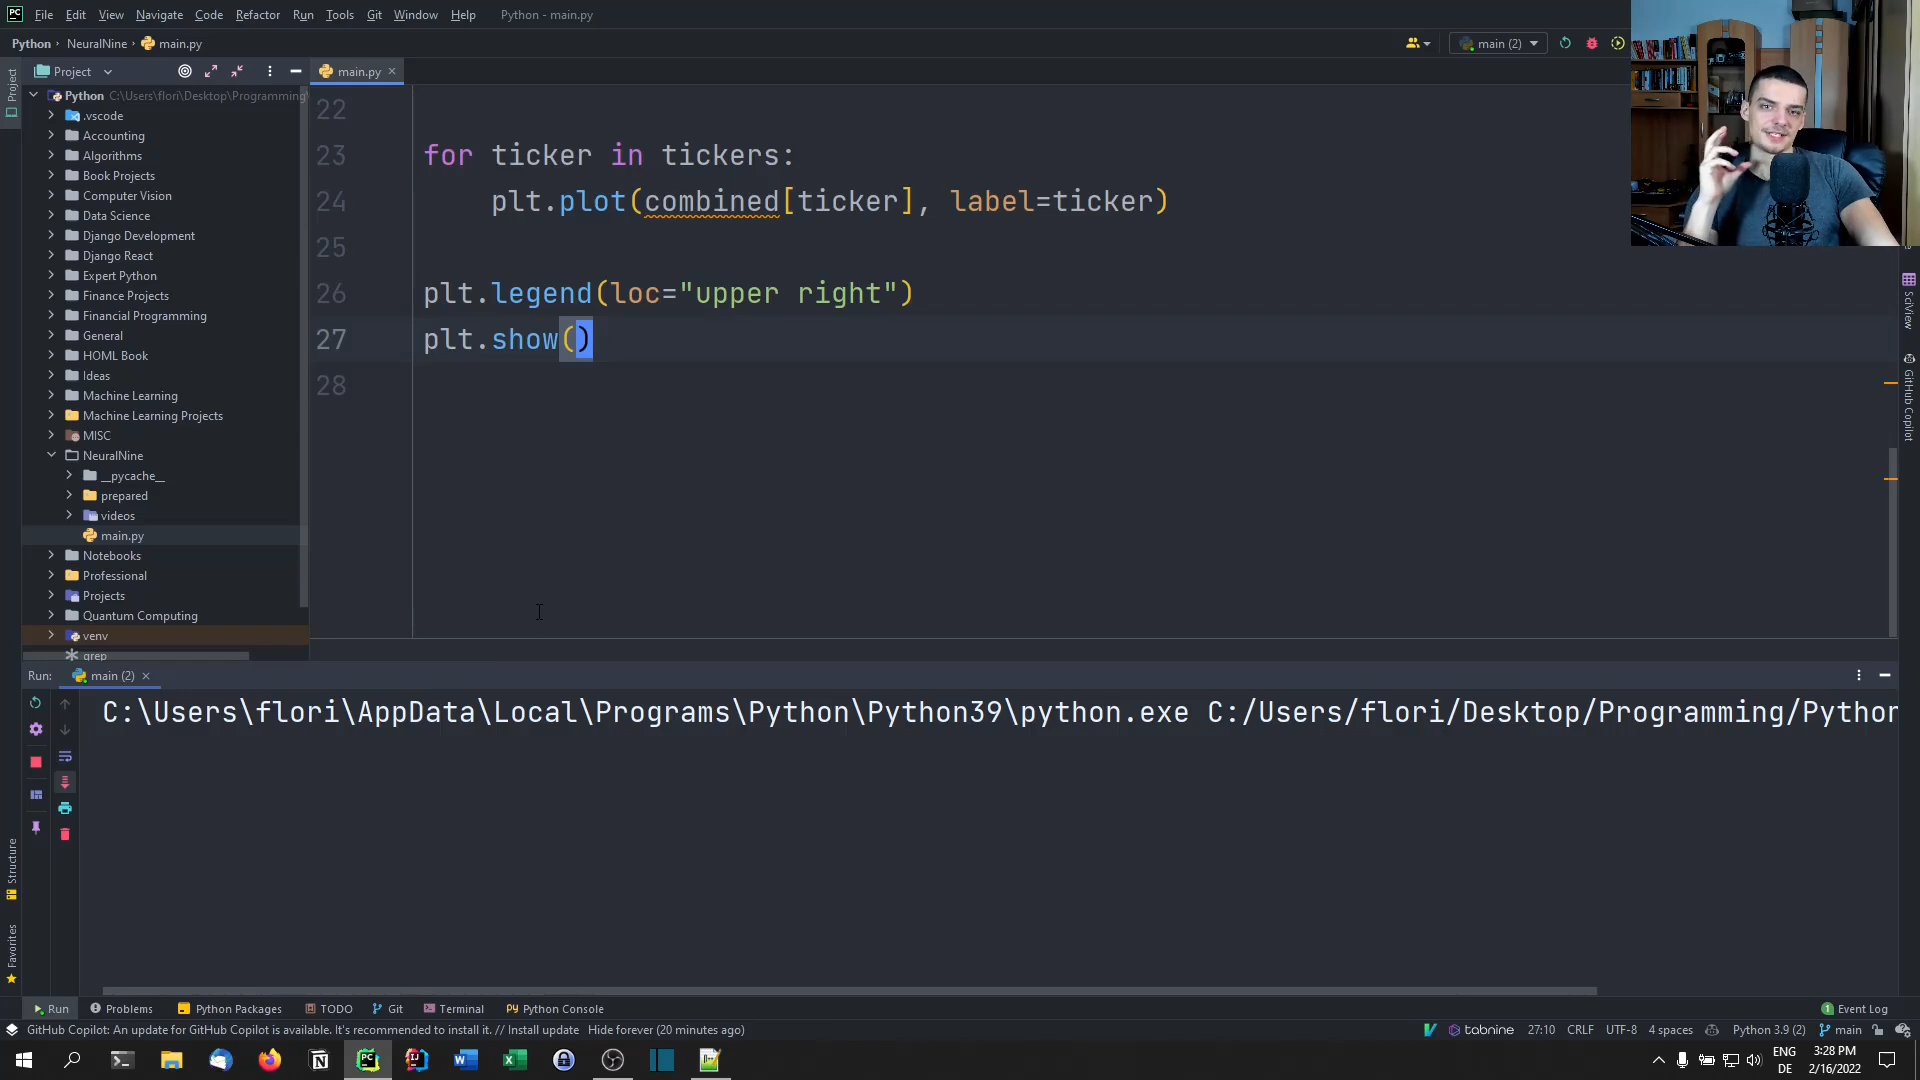 File Edit View Navigate Code Refactor Run Tools Git Window Help Python - main.py
Python NeuralNine main.py
main (2)
Project
main.py
Project
Python C:\Users\flori\Desktop\Programming\
.vscode
Accounting
Algorithms
Book Projects
Computer Vision
Data Science
Django Development
Django React
Expert Python
Finance Projects
Financial Programming
General
HOML Book
Ideas
Machine Learning
Machine Learning Projects
MISC
NeuralNine
__pycache__
prepared
videos
main.py
Notebooks
Professional
Projects
Quantum Computing
venv
grep
22
23 for ticker in tickers:
24 plt.plot(combined[ticker], label=ticker)
25
26 plt.legend(loc="upper right")
27 plt.show()
28
SciView
GitHub Copilot
Run: main (2)
C:\Users\flori\AppData\Local\Programs\Python\Python39\python.exe C:/Users/flori/Desktop/Programming/Python
Structure
Favorites
Run Problems Python Packages TODO Git Terminal Python Console
1 Event Log
GitHub Copilot: An update for GitHub Copilot is available. It's recommended to install it. // Install update Hide forever (20 minutes ago)
tabnine 27:10 CRLF UTF-8 4 spaces Python 3.9 (2) main
ENG
DE
3:28 PM
2/16/2022